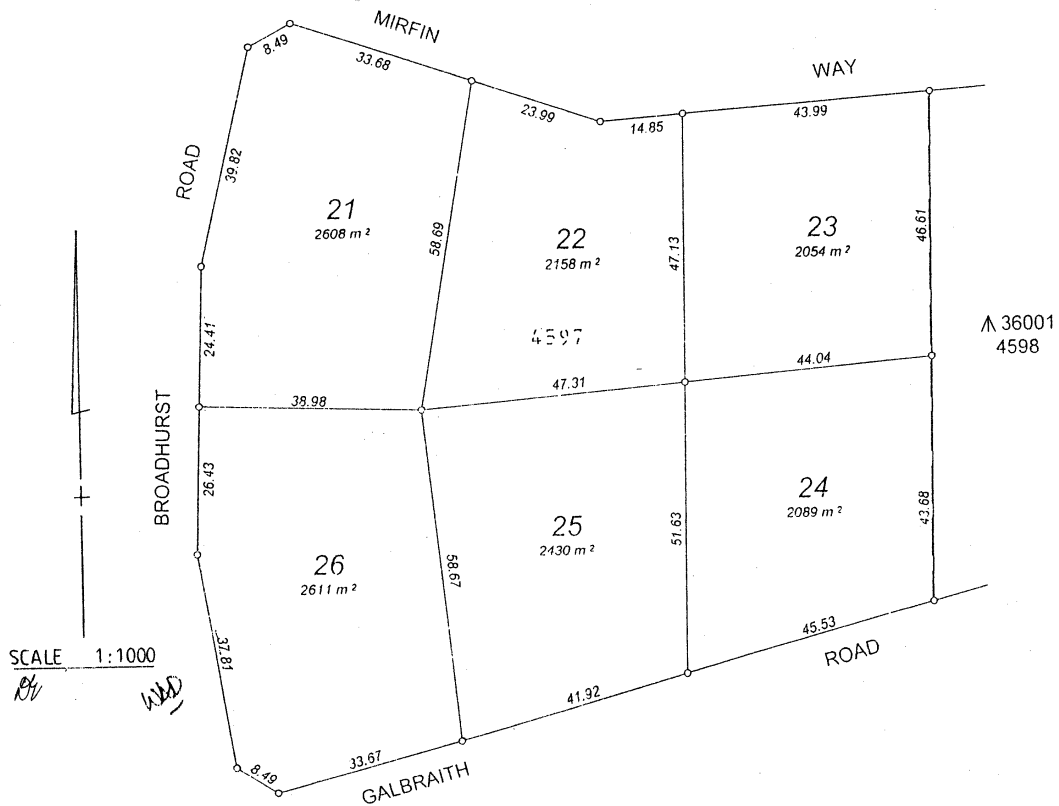 MIRFIN
WAY
8.49
33.68
23.99
14.85
43.99
ROAD
39.82
21
2608 m²
58.69
22
2158 m²
47.13
23
2054 m²
46.61
24.41
4597
36001
4598
38.98
47.31
44.04
BROADHURST
26.43
26
2611 m²
58.67
25
2430 m²
51.63
24
2089 m²
43.68
37.81
SCALE 1:1000
8.49
33.67
41.92
45.53
GALBRAITH
ROAD